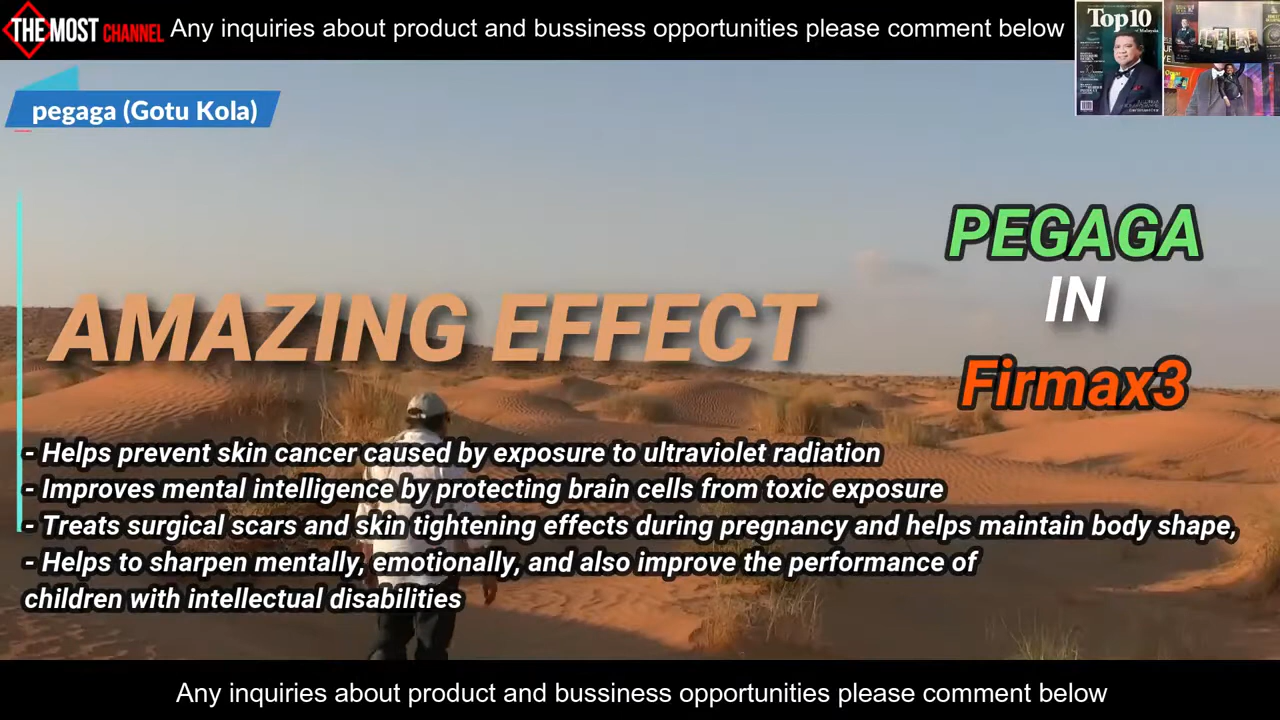 THE MOST CHANNEL
Any inquiries about product and bussiness opportunities please comment below
Top10
pegaga (Gotu Kola)
PEGAGA
IN
Firmax3
AMAZING EFFECT
- Helps prevent skin cancer caused by exposure to ultraviolet radiation
- Improves mental intelligence by protecting brain cells from toxic exposure
- Treats surgical scars and skin tightening effects during pregnancy and helps maintain body shape,
- Helps to sharpen mentally, emotionally, and also improve the performance of
children with intellectual disabilities
Any inquiries about product and bussiness opportunities please comment below